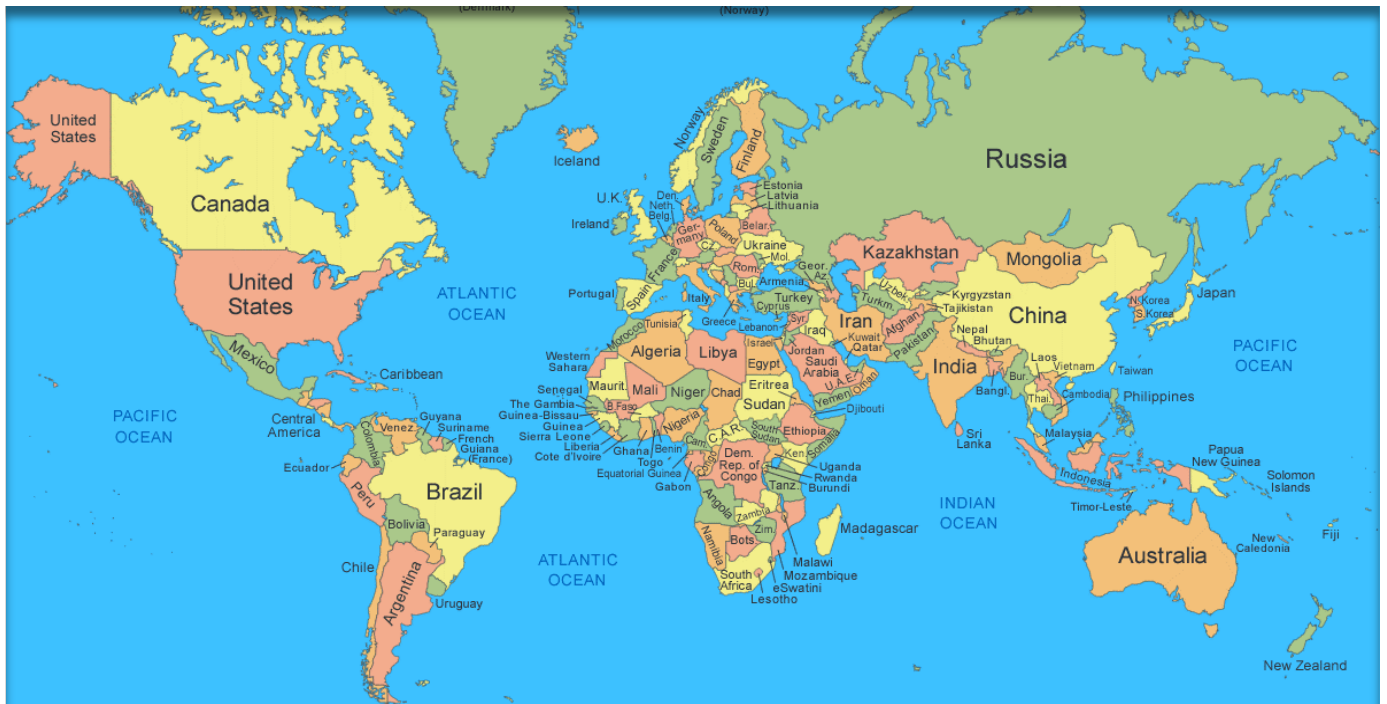 (Denmark)
(Norway)
United
States
Canada
United
States
Mexico
Caribbean
Central
America
Guyana
Suriname
French
Guiana
(France)
Venez.
Colombia
Ecuador
Peru
Brazil
Bolivia
Paraguay
Chile
Argentina
Uruguay
PACIFIC
OCEAN
ATLANTIC
OCEAN
ATLANTIC
OCEAN
Iceland
Norway
Sweden
Finland
Estonia
Latvia
Lithuania
U.K.
Ireland
Den.
Neth.
Belg.
Ger-
many
Poland
Belar.
Cz.
Ukraine
Mol.
France
Rom.
Bul.
Portugal
Spain
Italy
Greece
Geor.
Az.
Armenia
Turkey
Cyprus
Lebanon
Syr.
Iraq
Iran
Israel
Jordan
Kuwait
Qatar
Saudi
Arabia
U.A.E.
Oman
Yemen
Djibouti
Russia
Kazakhstan
Mongolia
Uzbek.
Turkm.
Kyrgyzstan
Tajikistan
Afghan.
Pakistan
China
N. Korea
S. Korea
Japan
Nepal
Bhutan
India
Bangl.
Bur.
Laos
Vietnam
Thai.
Cambodia
Taiwan
Philippines
Sri
Lanka
Malaysia
Indonesia
Timor-Leste
Papua
New Guinea
Solomon
Islands
PACIFIC
OCEAN
INDIAN
OCEAN
Australia
New
Caledonia
Fiji
New Zealand
Morocco
Tunisia
Algeria
Libya
Egypt
Western
Sahara
Maurit.
Mali
Niger
Chad
Eritrea
Sudan
Senegal
The Gambia
Guinea-Bissau
Guinea
Sierra Leone
Liberia
Cote d'Ivoire
B.Faso
Ghana
Togo
Benin
Nigeria
Equatorial Guinea
Gabon
Cam.
C.A.R.
South
Sudan
Ethiopia
Somalia
Congo
Dem.
Rep. of
Congo
Ken.
Uganda
Rwanda
Burundi
Tanz.
Angola
Zambia
Zim.
Namibia
Bots.
South
Africa
Madagascar
Malawi
Mozambique
eSwatini
Lesotho